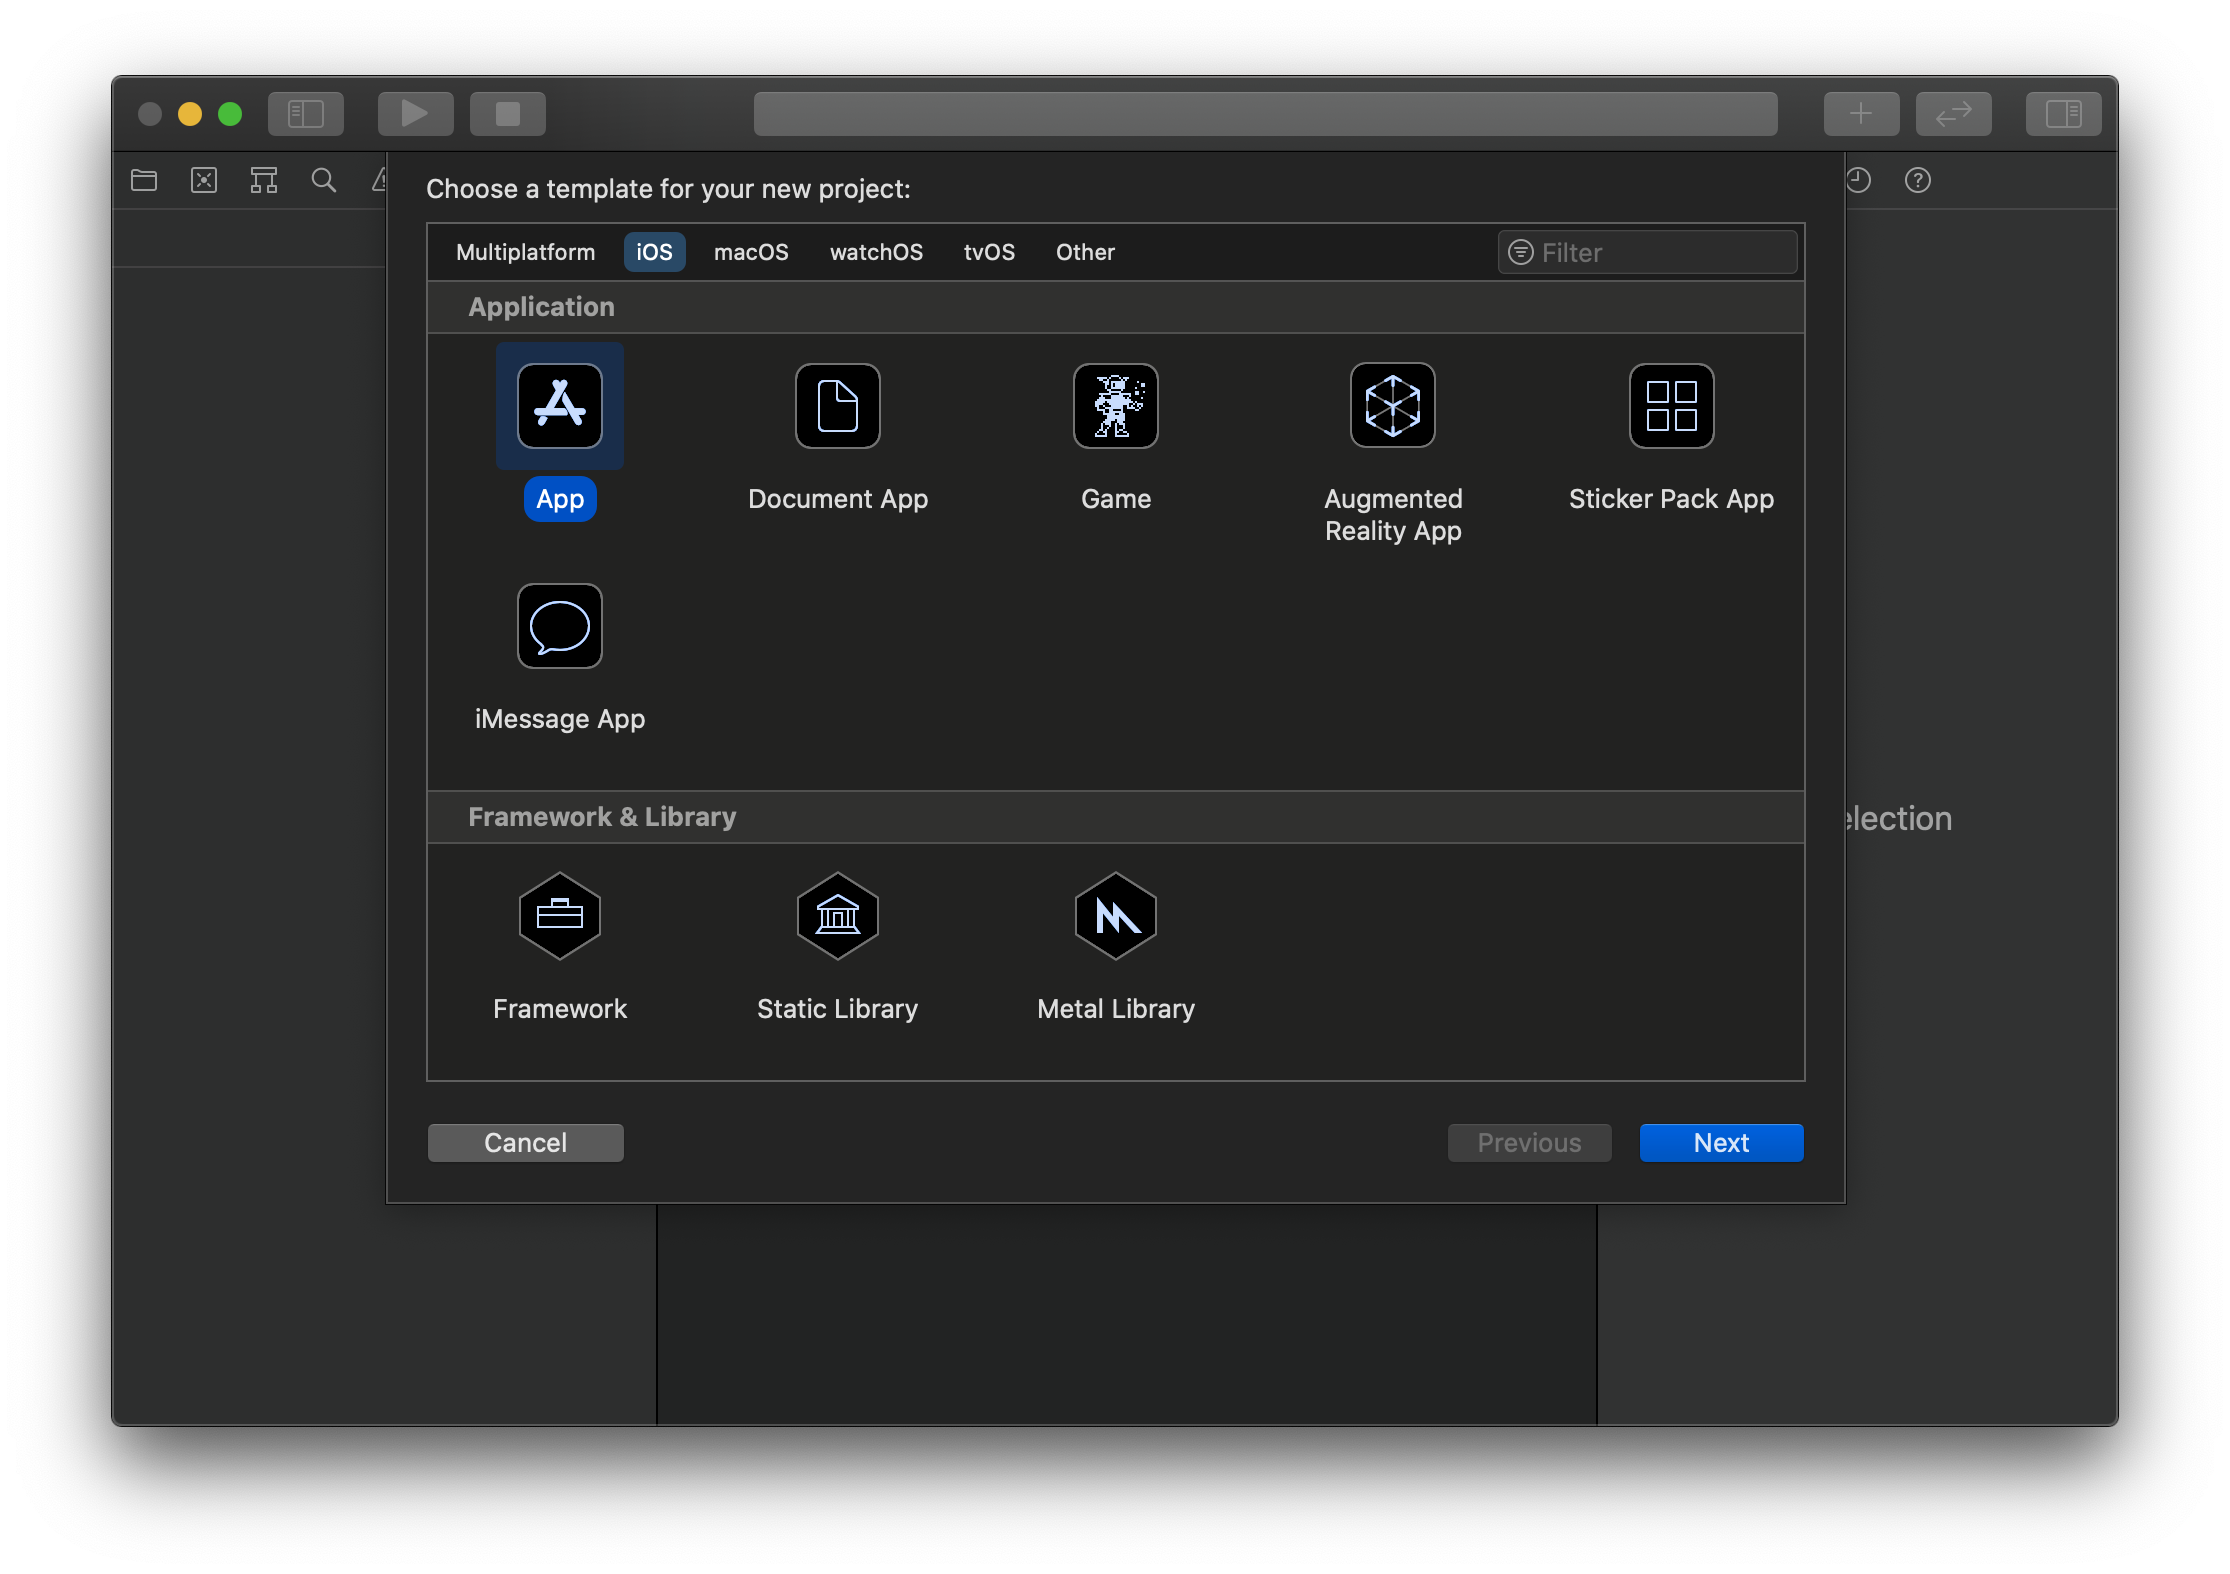 Choose a template for your new project:
Multiplatform iOS macOS watchOS tvOS Other Filter
Application
App Document App Game Augmented Reality App Sticker Pack App
iMessage App
election
Framework & Library
Framework Static Library Metal Library
Cancel Previous Next